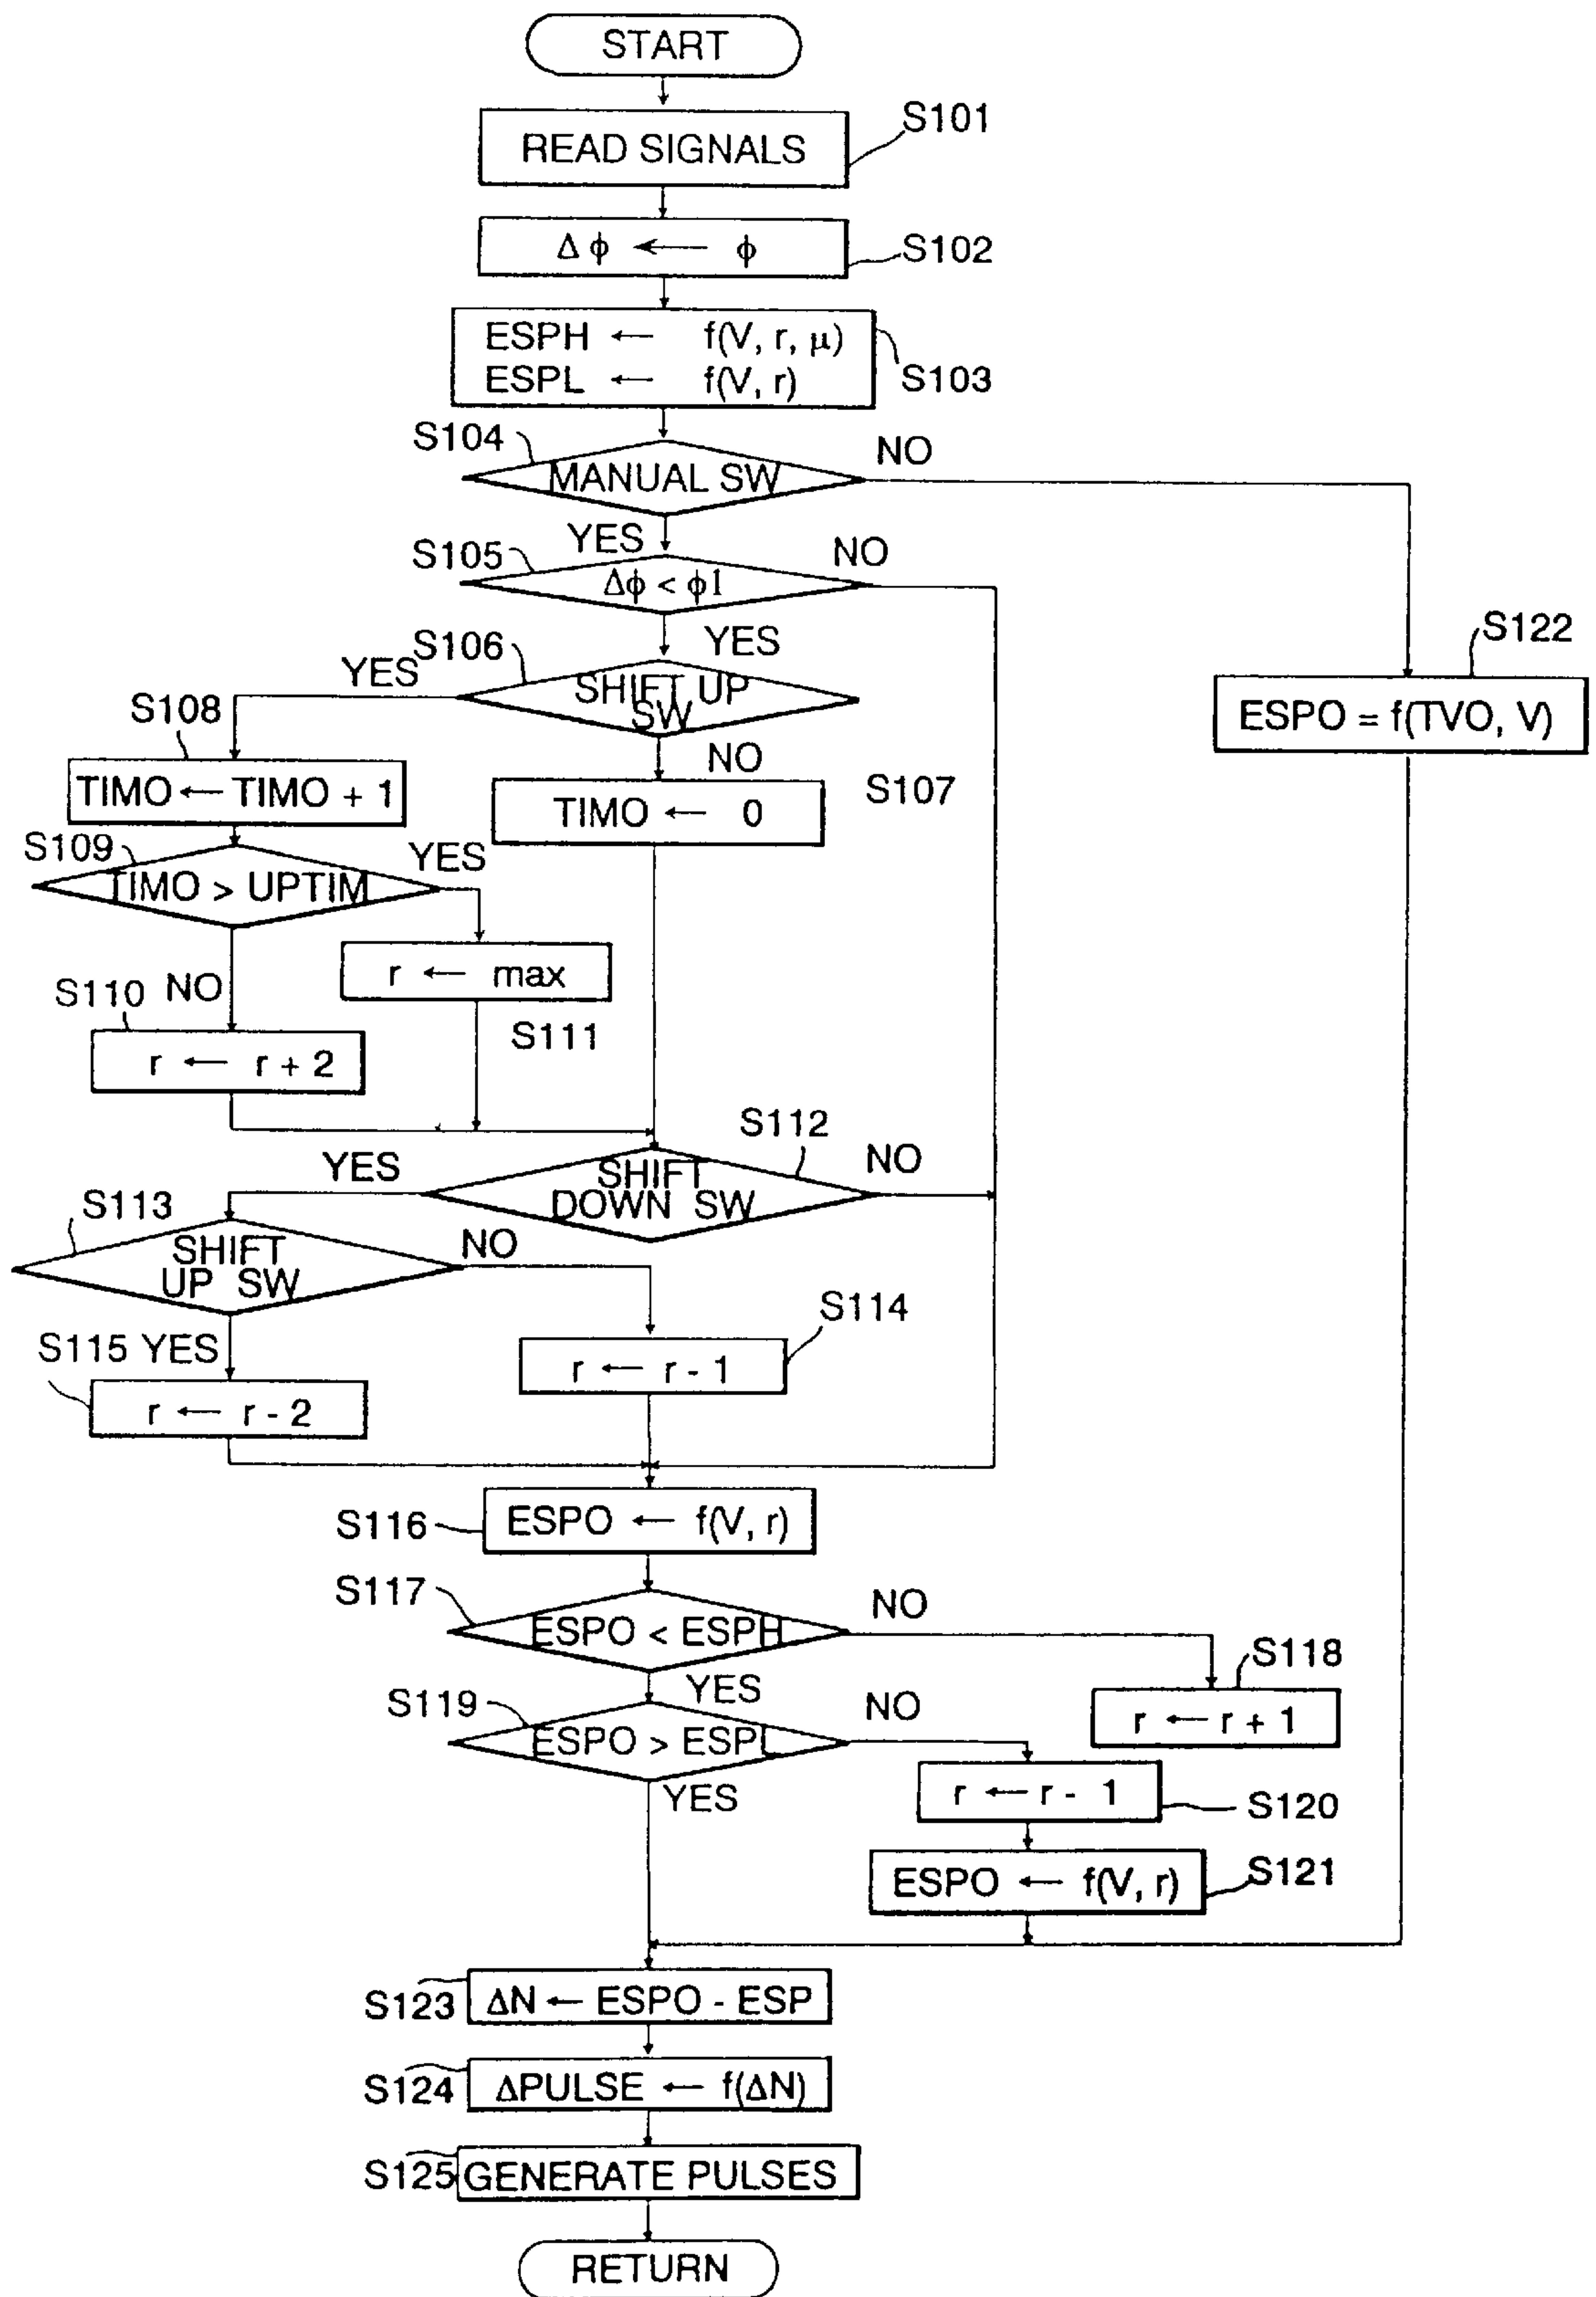 START
READ SIGNALS
S101
Δ ϕ ← ϕ
S102
ESPH ← f(V, r, μ)
ESPL ← f(V, r)
S103
S104
MANUAL SW
NO
YES
S105
Δϕ < ϕ1
NO
YES
S106
SHIFT UP
SW
YES
NO
S122
ESPO = f(TVO, V)
S108
TIMO ← TIMO + 1
S107
TIMO ← 0
S109
TIMO > UPTIM
YES
NO
r ← max
S111
S110
r ← r + 2
S112
SHIFT
DOWN SW
YES
NO
S113
SHIFT
UP SW
NO
YES
S114
r ← r - 1
S115
r ← r - 2
S116
ESPO ← f(V, r)
S117
ESPO < ESPH
NO
YES
S118
r ← r + 1
S119
ESPO > ESPL
NO
YES
r ← r - 1
S120
ESPO ← f(V, r)
S121
S123
ΔN ← ESPO - ESP
S124
ΔPULSE ← f(ΔN)
S125
GENERATE PULSES
RETURN